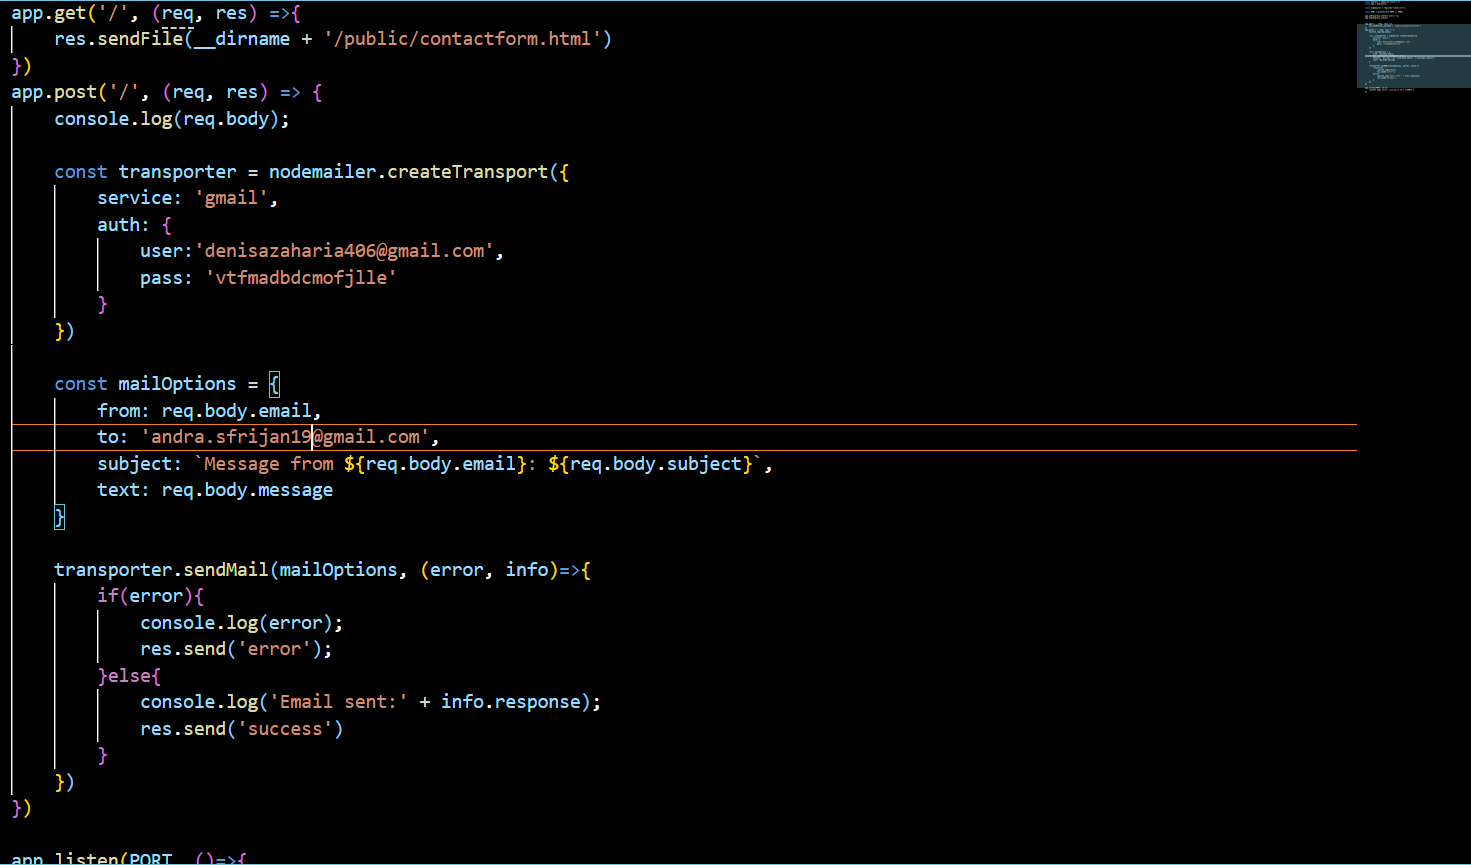 app.get('/', (req, res) =>{
    res.sendFile(__dirname + '/public/contactform.html')
})
app.post('/', (req, res) => {
    console.log(req.body);

    const transporter = nodemailer.createTransport({
        service: 'gmail',
        auth: {
            user:'denisazaharia406@gmail.com',
            pass: 'vtfmadbdcmofjlle'
        }
    })

    const mailOptions = {
        from: req.body.email,
        to: 'andra.sfrijan19@gmail.com',
        subject: `Message from ${req.body.email}: ${req.body.subject}`,
        text: req.body.message
    }

    transporter.sendMail(mailOptions, (error, info)=>{
        if(error){
            console.log(error);
            res.send('error');
        }else{
            console.log('Email sent:' + info.response);
            res.send('success')
        }
    })
})

app.listen(PORT, ()=>{